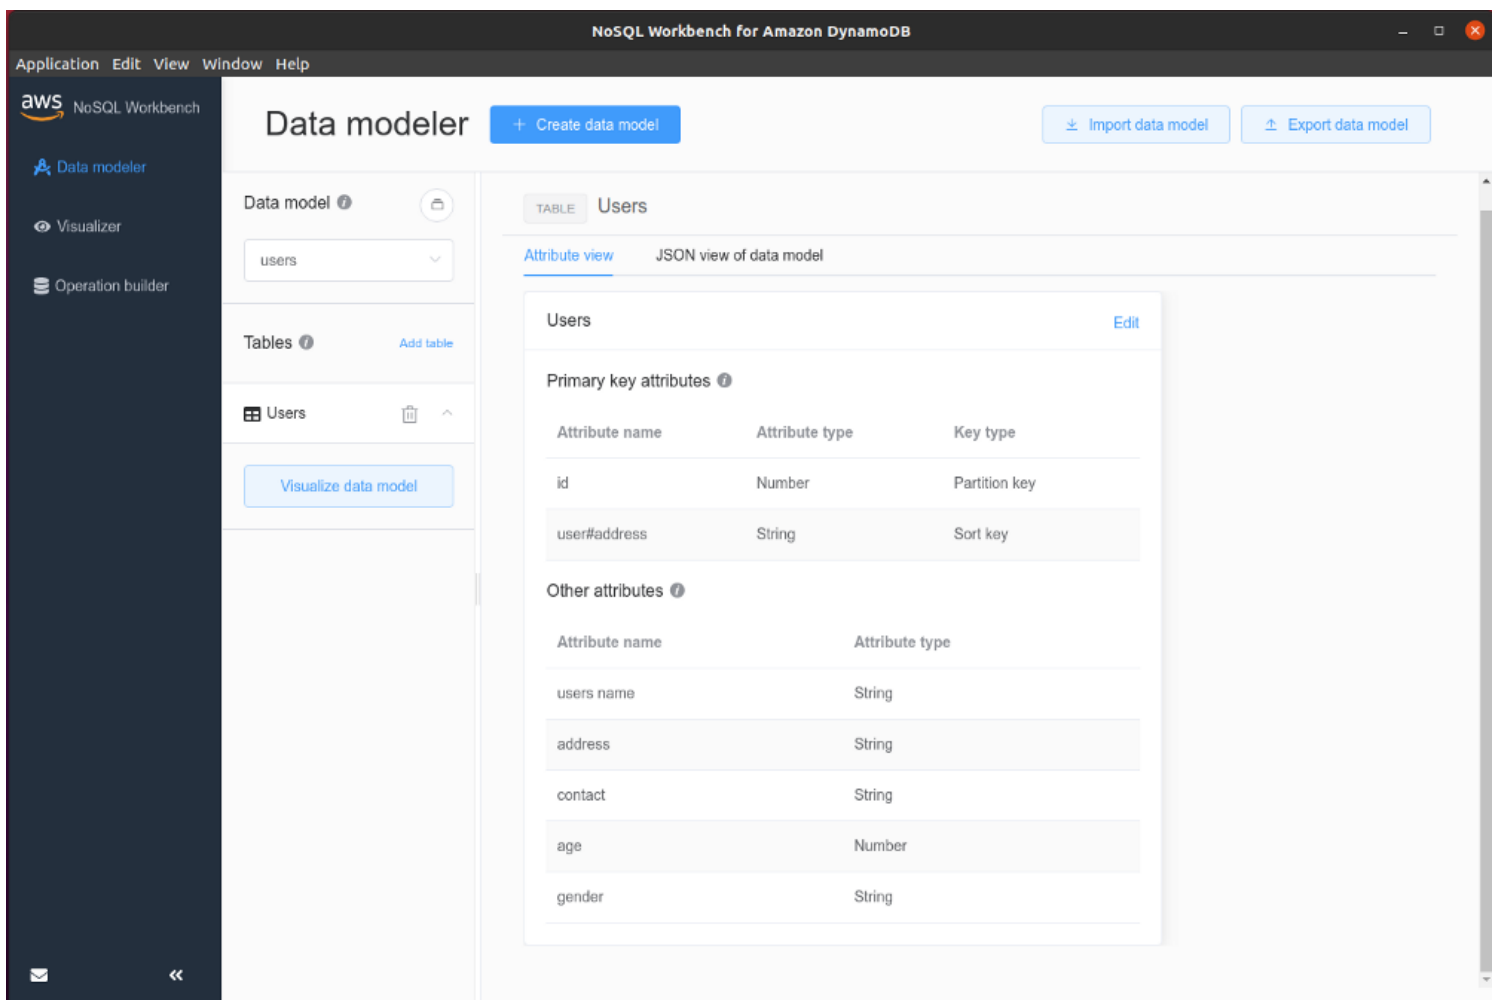 NoSQL Workbench for Amazon DynamoDB
Application Edit View Window Help
aws NoSQL Workbench
Data modeler
Visualizer
Operation builder
Data modeler
+ Create data model
Import data model
Export data model
Data model
users
Tables
Add table
Users
Visualize data model
TABLE Users
Attribute view
JSON view of data model
Users
Edit
Primary key attributes
Attribute name Attribute type Key type
id Number Partition key
user#address String Sort key
Other attributes
Attribute name Attribute type
users name String
address String
contact String
age Number
gender String